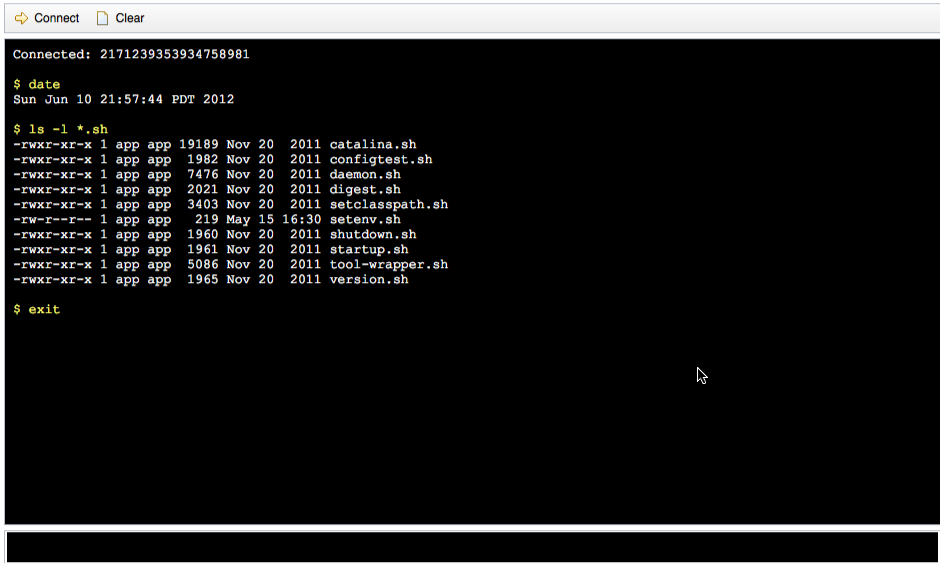 Connect Clear
Connected: 2171239353934758981
$ date
Sun Jun 10 21:57:44 PDT 2012
$ ls -l *.sh
-rwxr-xr-x 1 app app 19189 Nov 20  2011 catalina.sh
-rwxr-xr-x 1 app app  1982 Nov 20  2011 configtest.sh
-rwxr-xr-x 1 app app  7476 Nov 20  2011 daemon.sh
-rwxr-xr-x 1 app app  2021 Nov 20  2011 digest.sh
-rwxr-xr-x 1 app app  3403 Nov 20  2011 setclasspath.sh
-rw-r--r-- 1 app app   219 May 15 16:30 setenv.sh
-rwxr-xr-x 1 app app  1960 Nov 20  2011 shutdown.sh
-rwxr-xr-x 1 app app  1961 Nov 20  2011 startup.sh
-rwxr-xr-x 1 app app  5086 Nov 20  2011 tool-wrapper.sh
-rwxr-xr-x 1 app app  1965 Nov 20  2011 version.sh
$ exit